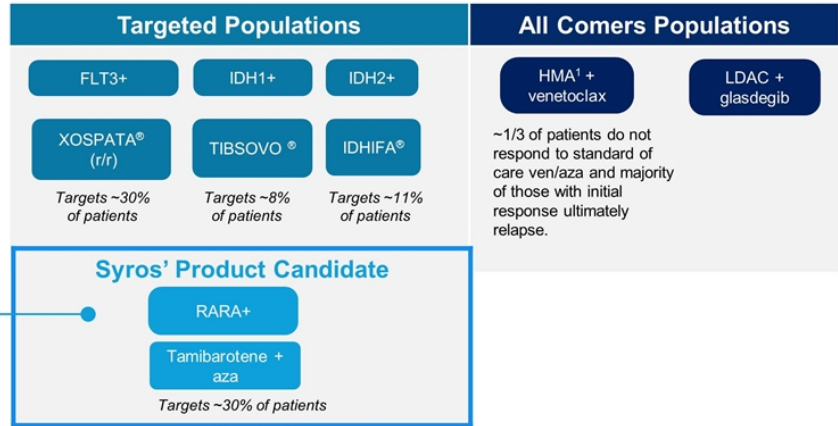 Targeted Populations
All Comers Populations
FLT3+
IDH1+
IDH2+
HMA¹ +
venetoclax
LDAC +
glasdegib
XOSPATA®
(r/r)
TIBSOVO ®
IDHIFA®
Targets ~30%
of patients
Targets ~8%
of patients
Targets ~11%
of patients
~1/3 of patients do not
respond to standard of
care ven/aza and majority
of those with initial
response ultimately
relapse.
Syros’ Product Candidate
RARA+
Tamibarotene +
aza
Targets ~30% of patients